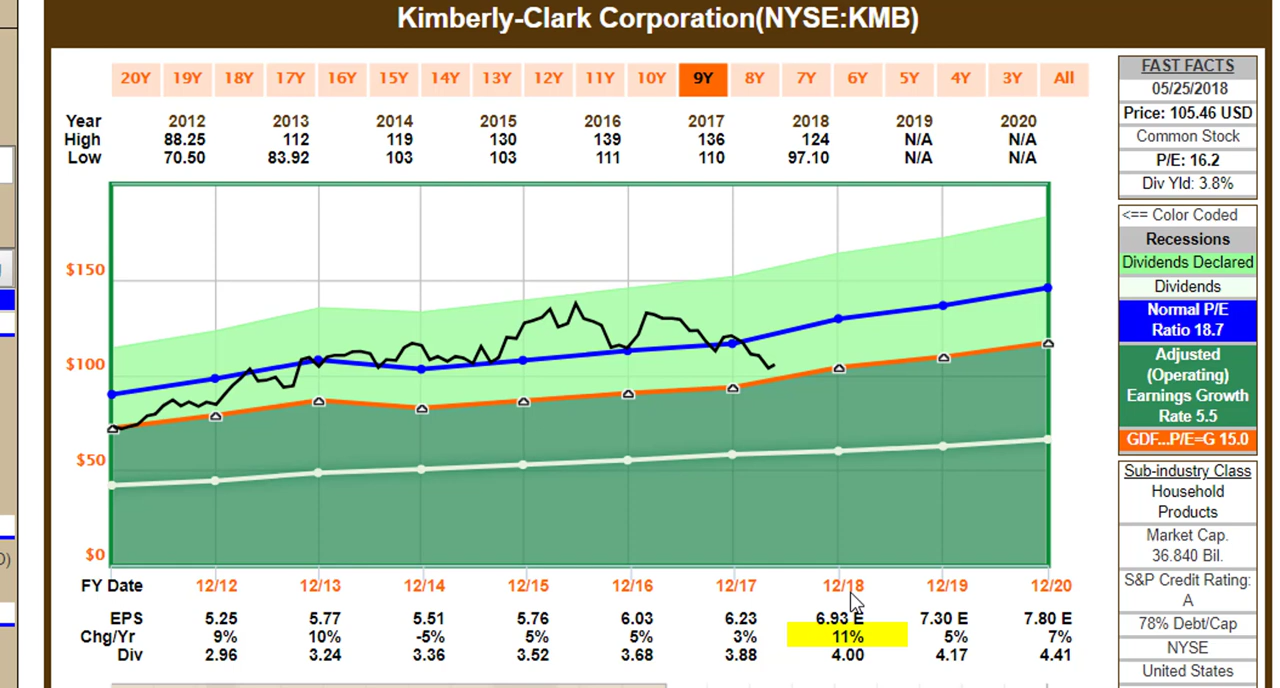 Kimberly-Clark Corporation(NYSE:KMB)
20Y 19Y 18Y 17Y 16Y 15Y 14Y 13Y 12Y 11Y 10Y 9Y 8Y 7Y 6Y 5Y 4Y 3Y All
Year 2012 2013 2014 2015 2016 2017 2018 2019 2020
High 88.25 112 119 130 139 136 124 N/A N/A
Low 70.50 83.92 103 103 111 110 97.10 N/A N/A
$150
$100
$50
$0
FY Date 12/12 12/13 12/14 12/15 12/16 12/17 12/18 12/19 12/20
EPS 5.25 5.77 5.51 5.76 6.03 6.23 6.93 E 7.30 E 7.80 E
Chg/Yr 9% 10% -5% 5% 5% 3% 11% 5% 7%
Div 2.96 3.24 3.36 3.52 3.68 3.88 4.00 4.17 4.41
FAST FACTS
05/25/2018
Price: 105.46 USD
Common Stock
P/E: 16.2
Div Yld: 3.8%
<== Color Coded
Recessions
Dividends Declared
Dividends
Normal P/E
Ratio 18.7
Adjusted
(Operating)
Earnings Growth
Rate 5.5
GDF...P/E=G 15.0
Sub-industry Class
Household
Products
Market Cap.
36.840 Bil.
S&P Credit Rating:
A
78% Debt/Cap
NYSE
United States